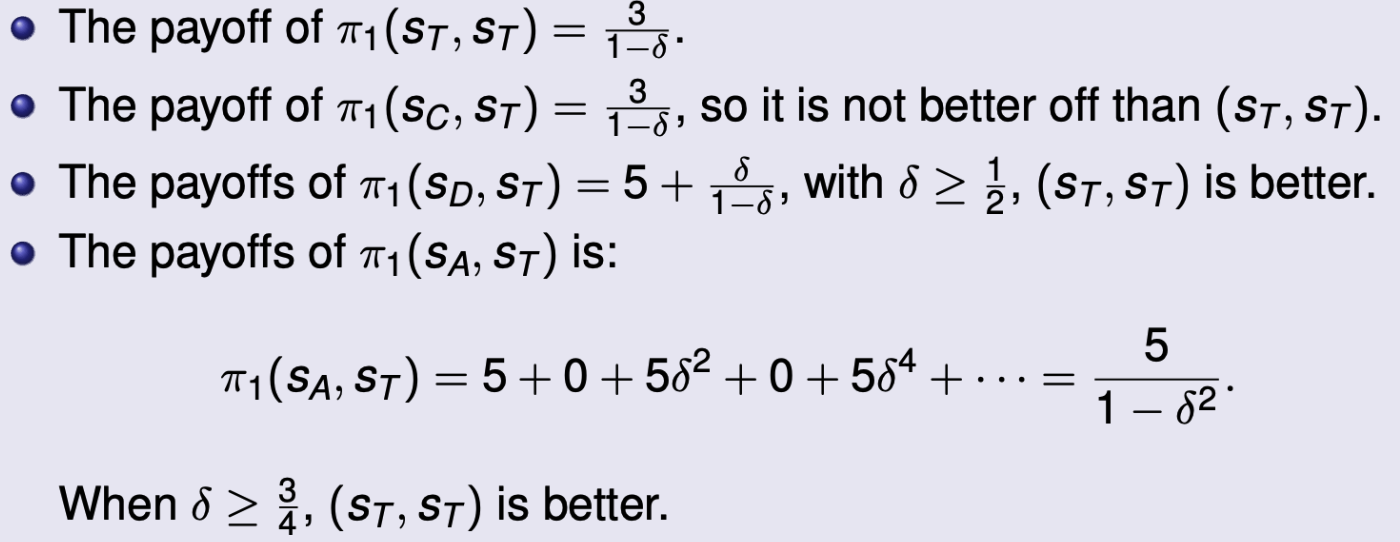 The payoff of π₁(s_T, s_T) = 3/(1−δ).
The payoff of π₁(s_C, s_T) = 3/(1−δ), so it is not better off than (s_T, s_T).
The payoffs of π₁(s_D, s_T) = 5 + δ/(1−δ), with δ ≥ 1/2, (s_T, s_T) is better.
The payoffs of π₁(s_A, s_T) is:
π₁(s_A, s_T) = 5 + 0 + 5δ² + 0 + 5δ⁴ + ··· = 5/(1 − δ²).
When δ ≥ 3/4, (s_T, s_T) is better.